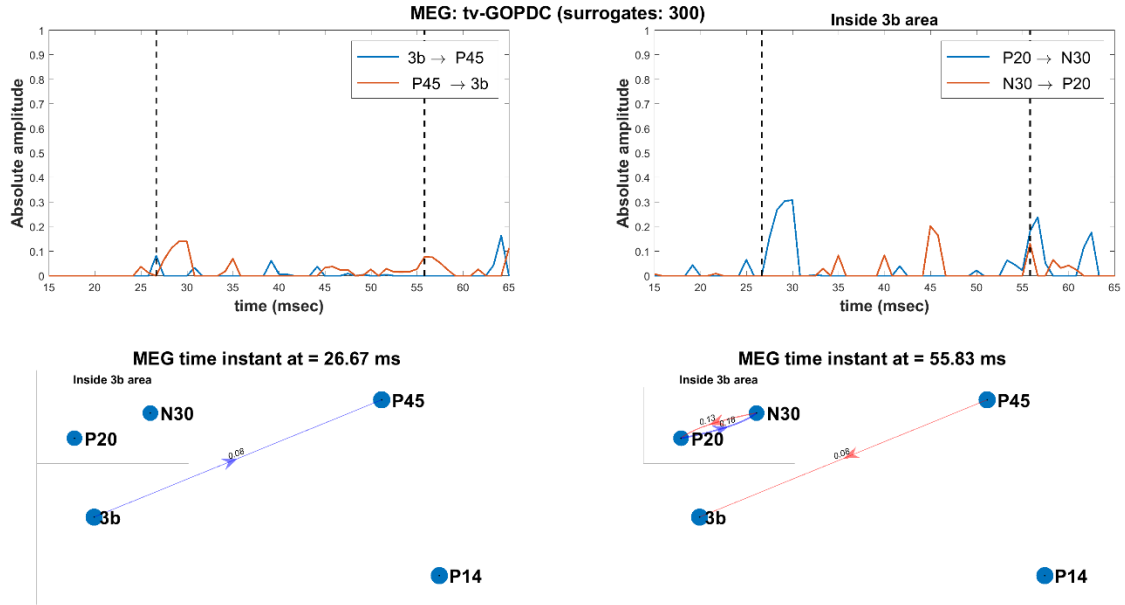 MEG: tv-GOPDC (surrogates: 300)
Inside 3b area
1
0.9
0.8
0.7
0.6
0.5
0.4
0.3
0.2
0.1
0
Absolute amplitude
3b → P45
P45 → 3b
15 20 25 30 35 40 45 50 55 60 65
time (msec)
1
0.9
0.8
0.7
0.6
0.5
0.4
0.3
0.2
0.1
0
Absolute amplitude
P20 → N30
N30 → P20
15 20 25 30 35 40 45 50 55 60 65
time (msec)
MEG time instant at = 26.67 ms
Inside 3b area
N30
P20
P45
0.08
3b
P14
MEG time instant at = 55.83 ms
Inside 3b area
N30
0.13
0.18
P20
P45
0.08
3b
P14